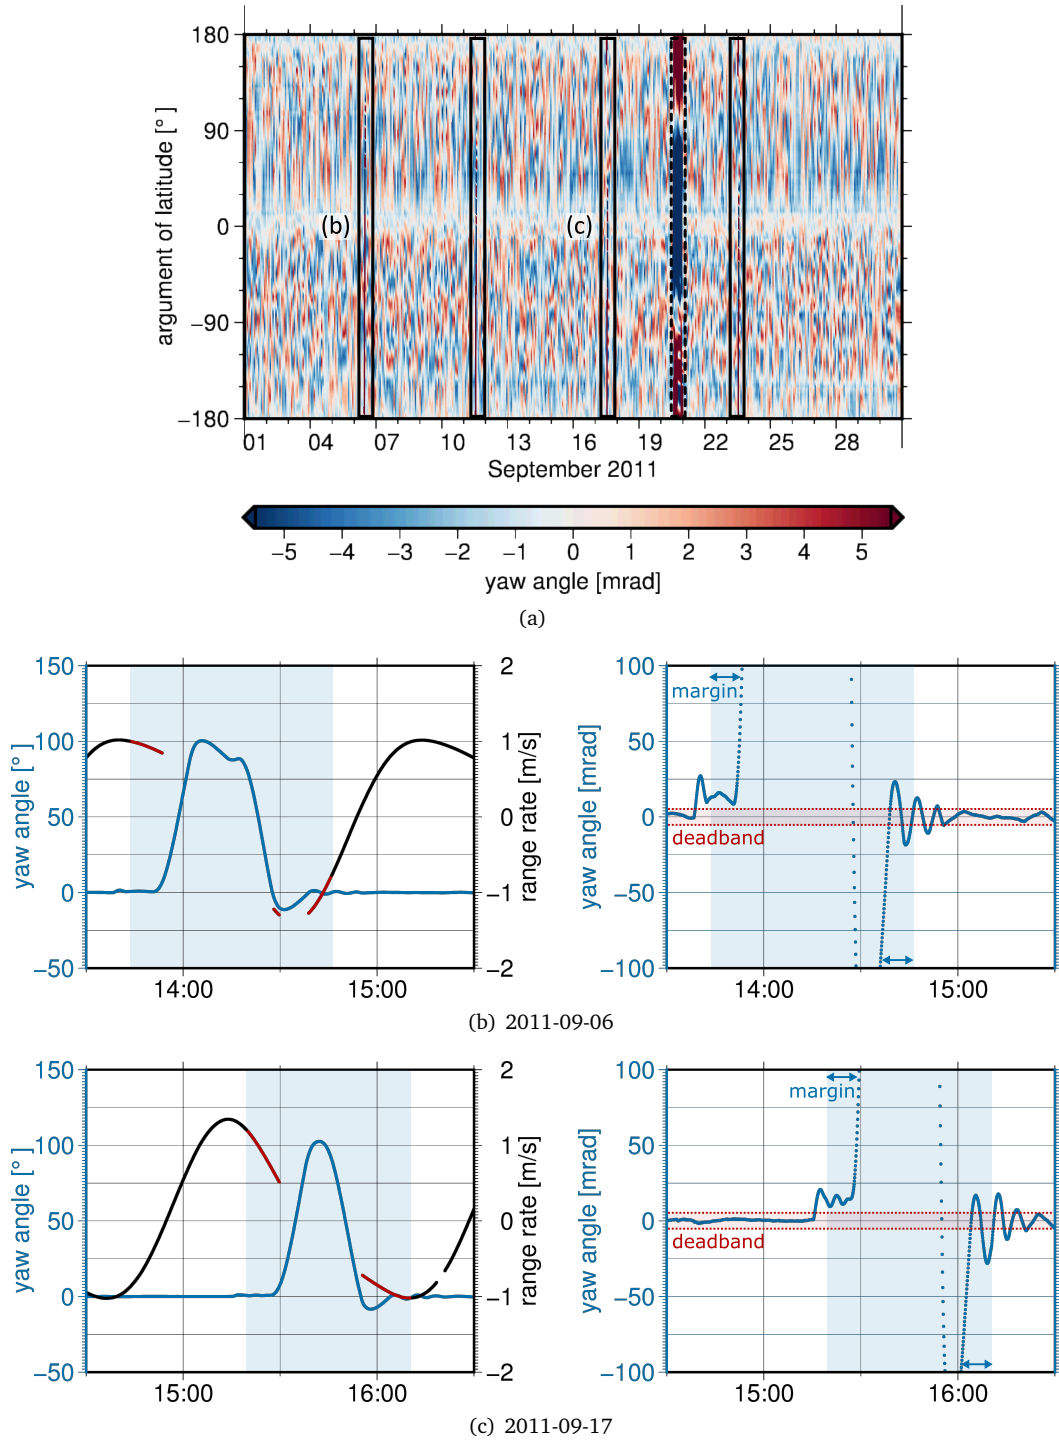 180
90
0
−90
−180
argument of latitude [° ]
(b)
(c)
01 04 07 10 13 16 19 22 25 28
September 2011
−5 −4 −3 −2 −1 0 1 2 3 4 5
yaw angle [mrad]
(a)
150
100
50
0
−50
yaw angle [° ]
2
1
0
−1
−2
range rate [m/s]
14:00 15:00
100
50
0
−50
−100
yaw angle [mrad]
margin
deadband
14:00 15:00
(b) 2011-09-06
150
100
50
0
−50
yaw angle [° ]
2
1
0
−1
−2
range rate [m/s]
15:00 16:00
100
50
0
−50
−100
yaw angle [mrad]
margin
deadband
15:00 16:00
(c) 2011-09-17